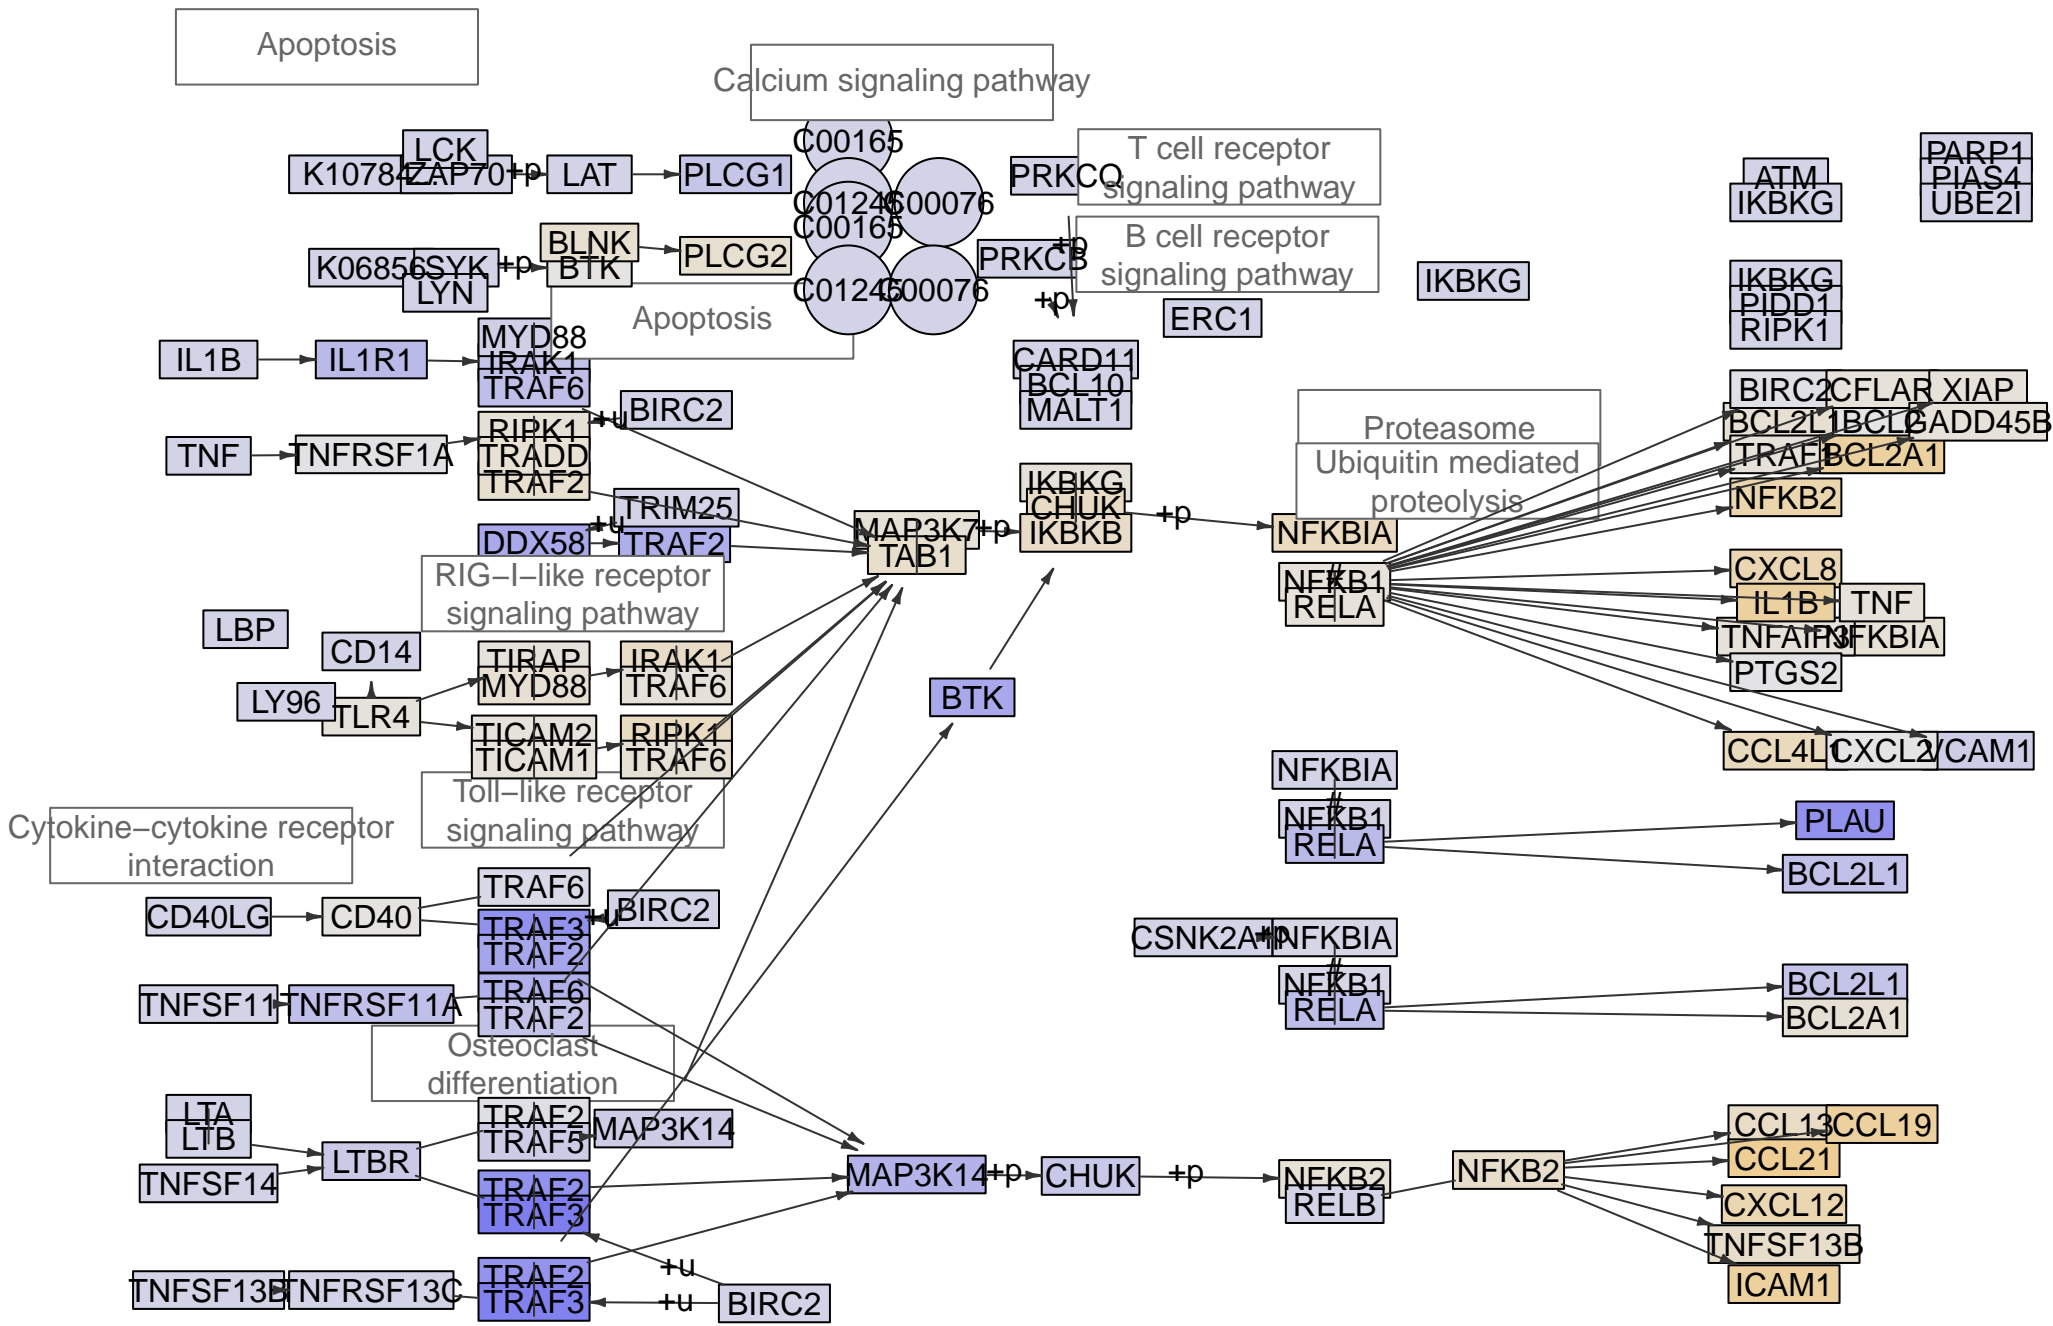 Apoptosis
Calcium signaling pathway
T cell receptor
signaling pathway
B cell receptor
signaling pathway
Apoptosis
Proteasome
Ubiquitin mediated
proteolysis
RIG−I−like receptor
signaling pathway
Toll−like receptor
signaling pathway
Cytokine−cytokine receptor
interaction
Osteoclast
differentiation
LCK
K10784
ZAP70
+p
LAT
PLCG1
C00165
C01245
C00076
C00165
C01245
C00076
PRKCQ
PRKCB
+p
+p
BLNK
BTK
PLCG2
K06856
SYK
+p
LYN
ERC1
IKBKG
ATM
IKBKG
PARP1
PIAS4
UBE2I
IKBKG
PIDD1
RIPK1
IL1B
IL1R1
MYD88
IRAK1
TRAF6
CARD11
BCL10
MALT1
TNF
TNFRSF1A
RIPK1
TRADD
TRAF2
+u
BIRC2
BIRC2
CFLAR
XIAP
BCL2L1
BCL2
GADD45B
TRAF1
BCL2A1
NFKB2
TRIM25
+u
DDX58
TRAF2
MAP3K7
TAB1
+p
IKBKG
CHUK
IKBKB
+p
NFKBIA
NFKB1
RELA
CXCL8
IL1B
TNF
TNFAIP3
NFKBIA
PTGS2
CCL4L1
CXCL2
VCAM1
LBP
CD14
LY96
TLR4
TIRAP
MYD88
IRAK1
TRAF6
TICAM2
TICAM1
RIPK1
TRAF6
BTK
NFKBIA
//
NFKB1
RELA
PLAU
BCL2L1
CD40LG
CD40
TRAF6
TRAF3
TRAF2
+u
BIRC2
+p
NFKBIA
//
NFKB1
RELA
BCL2L1
BCL2A1
TNFSF11
TNFRSF11A
TRAF6
TRAF2
LTA
LTB
TNFSF14
LTBR
TRAF2
TRAF5
MAP3K14
TRAF2
TRAF3
MAP3K14
+p
CHUK
+p
NFKB2
RELB
NFKB2
CCL13
CCL19
CCL21
CXCL12
TNFSF13B
ICAM1
TNFSF13B
TNFRSF13C
TRAF2
TRAF3
+u
+u
BIRC2